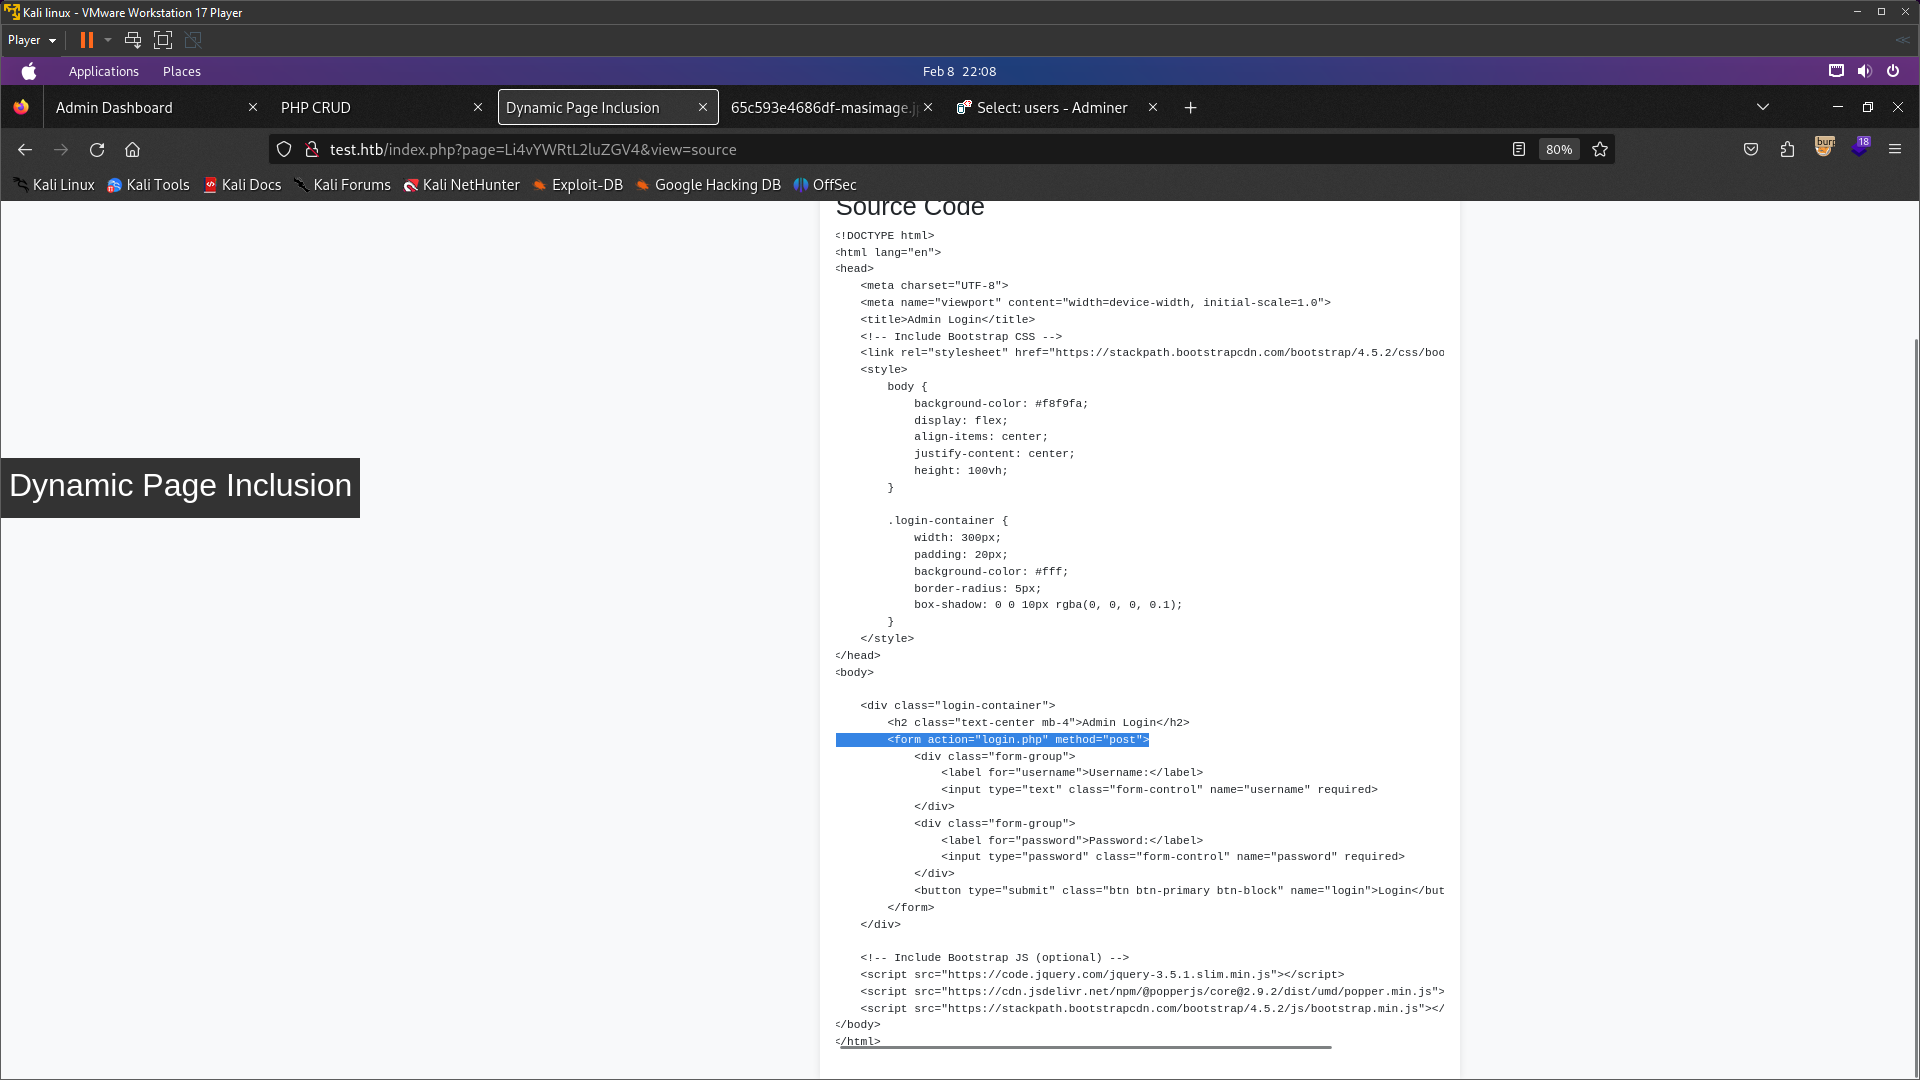 Kali linux - VMware Workstation 17 Player
Player
Applications Places Feb 8 22:08
Admin Dashboard PHP CRUD Dynamic Page Inclusion 65c593e4686df-masimage.j Select: users - Adminer
test.htb/index.php?page=Li4vYWRtL2luZGV4&view=source 80% 18
Kali Linux Kali Tools Kali Docs Kali Forums Kali NetHunter Exploit-DB Google Hacking DB OffSec
Source Code
<!DOCTYPE html>
<html lang="en">
<head>
    <meta charset="UTF-8">
    <meta name="viewport" content="width=device-width, initial-scale=1.0">
    <title>Admin Login</title>
    <!-- Include Bootstrap CSS -->
    <link rel="stylesheet" href="https://stackpath.bootstrapcdn.com/bootstrap/4.5.2/css/boo
    <style>
        body {
            background-color: #f8f9fa;
            display: flex;
            align-items: center;
            justify-content: center;
            height: 100vh;
        }
Dynamic Page Inclusion
        .login-container {
            width: 300px;
            padding: 20px;
            background-color: #fff;
            border-radius: 5px;
            box-shadow: 0 0 10px rgba(0, 0, 0, 0.1);
        }
    </style>
</head>
<body>
    <div class="login-container">
        <h2 class="text-center mb-4">Admin Login</h2>
        <form action="login.php" method="post">
            <div class="form-group">
                <label for="username">Username:</label>
                <input type="text" class="form-control" name="username" required>
            </div>
            <div class="form-group">
                <label for="password">Password:</label>
                <input type="password" class="form-control" name="password" required>
            </div>
            <button type="submit" class="btn btn-primary btn-block" name="login">Login</but
        </form>
    </div>
    <!-- Include Bootstrap JS (optional) -->
    <script src="https://code.jquery.com/jquery-3.5.1.slim.min.js"></script>
    <script src="https://cdn.jsdelivr.net/npm/@popperjs/core@2.9.2/dist/umd/popper.min.js">
    <script src="https://stackpath.bootstrapcdn.com/bootstrap/4.5.2/js/bootstrap.min.js"></
</body>
</html>